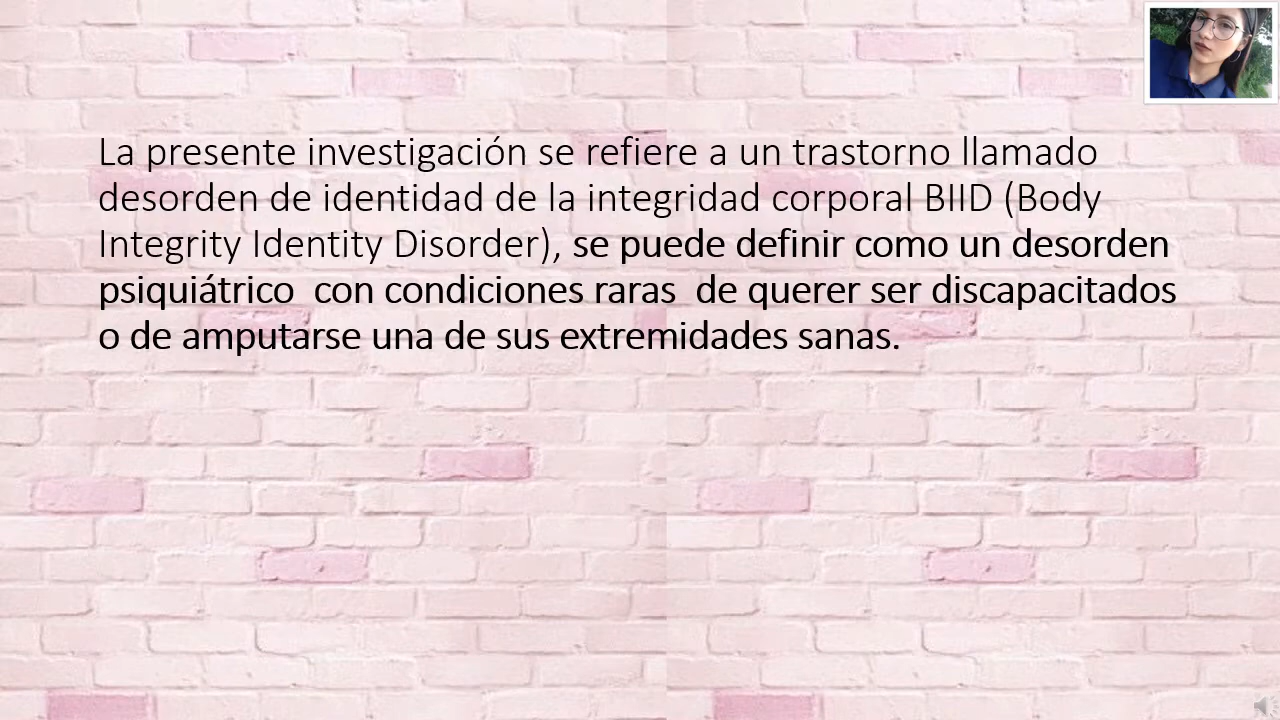 La presente investigación se refiere a un trastorno llamado
desorden de identidad de la integridad corporal BIID (Body
Integrity Identity Disorder), se puede definir como un desorden
psiquiátrico  con condiciones raras  de querer ser discapacitados
o de amputarse una de sus extremidades sanas.